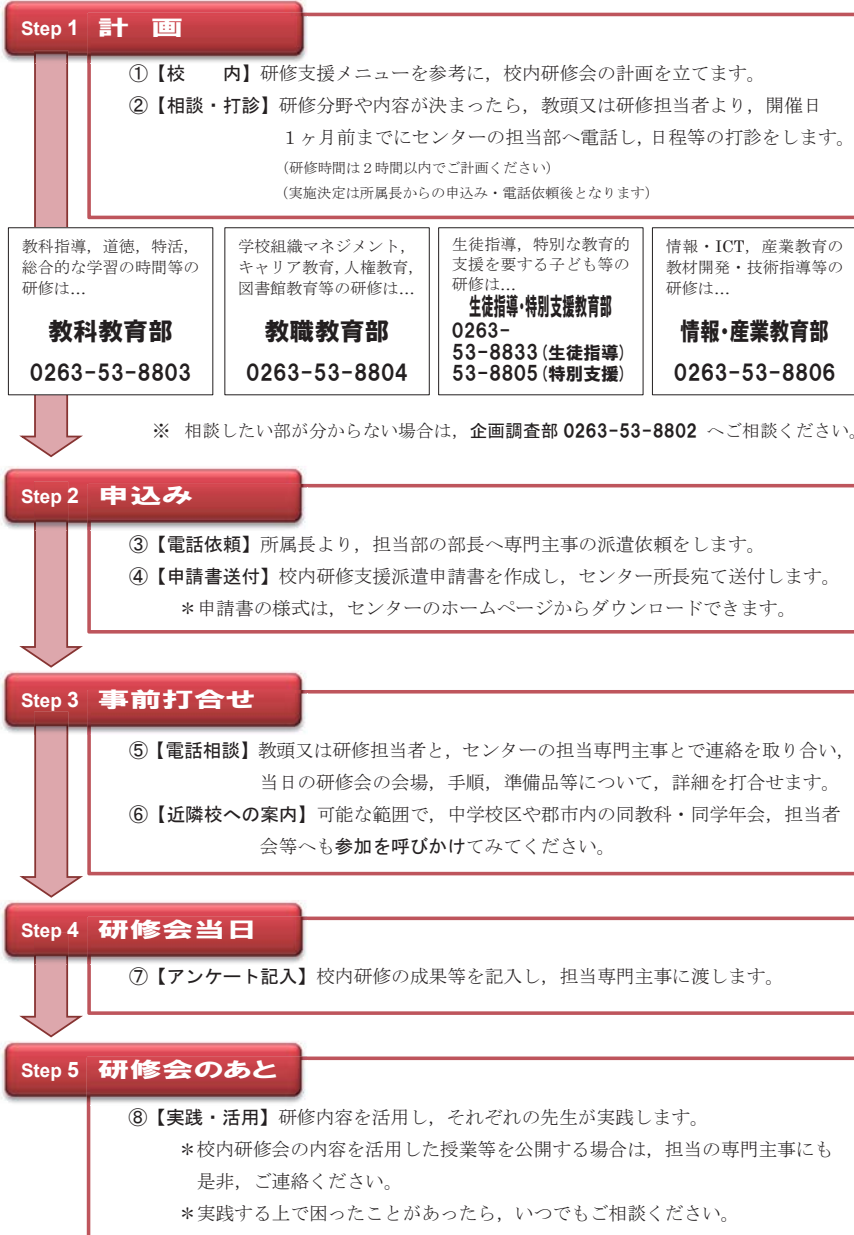 Step 1 計 画
①【校　　内】研修支援メニューを参考に，校内研修会の計画を立てます。
②【相談・打診】研修分野や内容が決まったら，教頭又は研修担当者より，開催日
１ヶ月前までにセンターの担当部へ電話し，日程等の打診をします。
（研修時間は２時間以内でご計画ください）
（実施決定は所属長からの申込み・電話依頼後となります）
教科指導，道徳，特活，
総合的な学習の時間等の
研修は…
教科教育部
0263-53-8803
学校組織マネジメント，
キャリア教育，人権教育，
図書館教育等の研修は…
教職教育部
0263-53-8804
生徒指導，特別な教育的
支援を要する子ども等の
研修は…
生徒指導・特別支援教育部
0263-
53-8833（生徒指導）
53-8805（特別支援）
情報・ICT，産業教育の
教材開発・技術指導等の
研修は…
情報・産業教育部
0263-53-8806
※　相談したい部が分からない場合は，企画調査部 0263-53-8802 へご相談ください。
Step 2 申込み
③【電話依頼】所属長より，担当部の部長へ専門主事の派遣依頼をします。
④【申請書送付】校内研修支援派遣申請書を作成し，センター所長宛て送付します。
＊申請書の様式は，センターのホームページからダウンロードできます。
Step 3 事前打合せ
⑤【電話相談】教頭又は研修担当者と，センターの担当専門主事とで連絡を取り合い，
当日の研修会の会場，手順，準備品等について，詳細を打合せます。
⑥【近隣校への案内】可能な範囲で，中学校区や郡市内の同教科・同学年会，担当者
会等へも参加を呼びかけてみてください。
Step 4 研修会当日
⑦【アンケート記入】校内研修の成果等を記入し，担当専門主事に渡します。
Step 5 研修会のあと
⑧【実践・活用】研修内容を活用し，それぞれの先生が実践します。
＊校内研修会の内容を活用した授業等を公開する場合は，担当の専門主事にも
是非，ご連絡ください。
＊実践する上で困ったことがあったら，いつでもご相談ください。